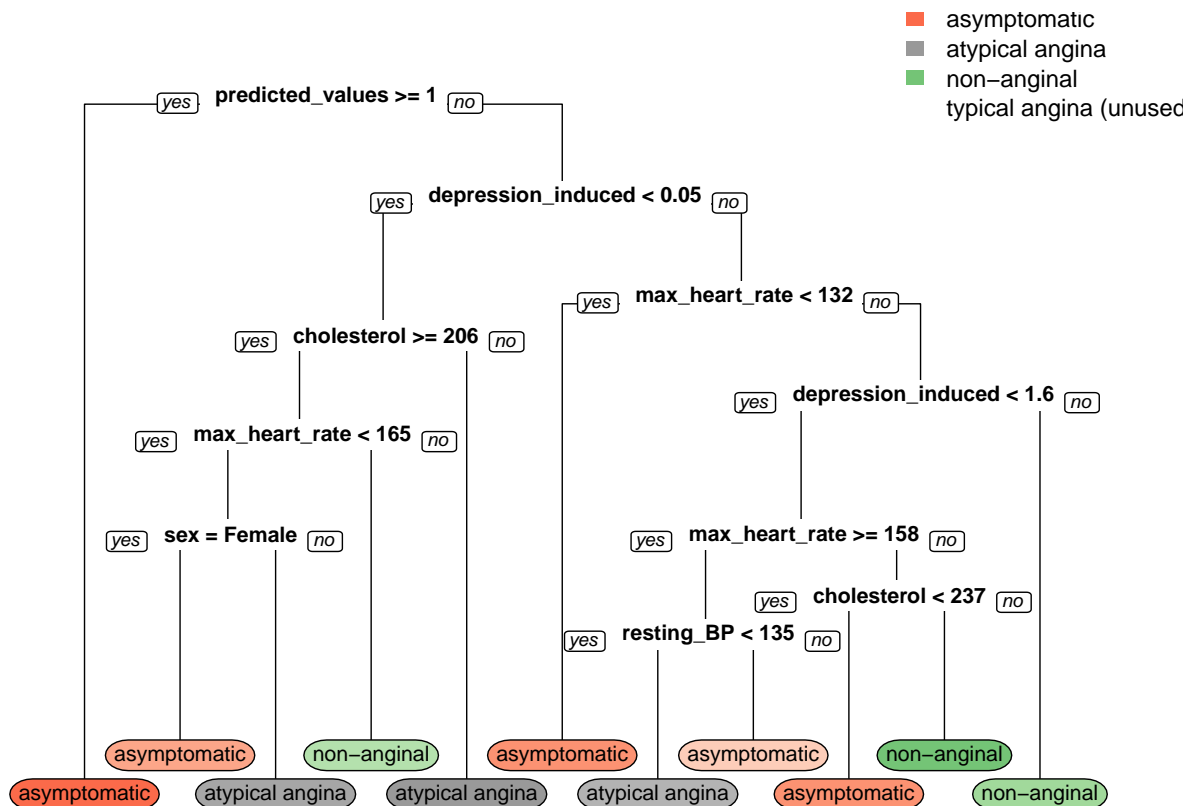 asymptomatic
atypical angina
non−anginal
typical angina (unused
yes predicted_values >= 1 no
yes depression_induced < 0.05 no
yes max_heart_rate < 132 no
yes cholesterol >= 206 no
yes depression_induced < 1.6 no
yes max_heart_rate < 165 no
yes sex = Female no
yes max_heart_rate >= 158 no
yes cholesterol < 237 no
yes resting_BP < 135 no
asymptomatic non−anginal asymptomatic asymptomatic non−anginal
asymptomatic atypical angina atypical angina atypical angina asymptomatic non−anginal